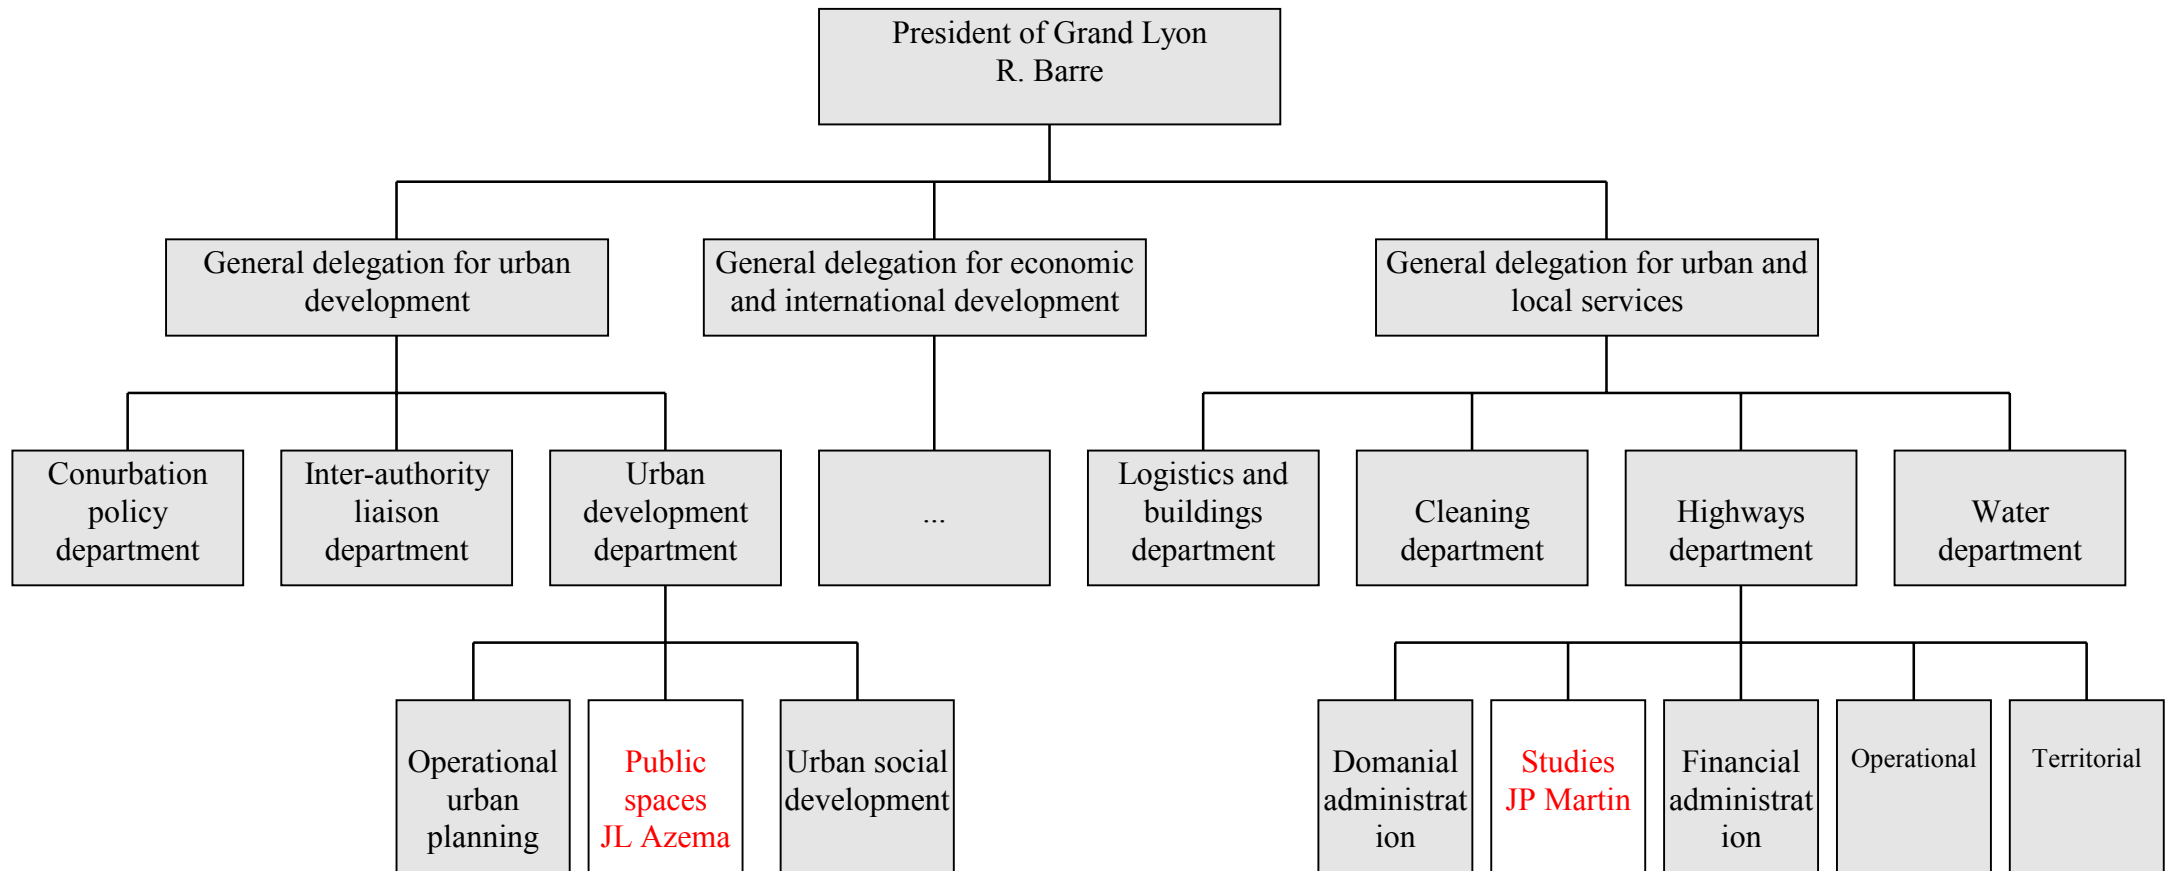 President of Grand Lyon
R. Barre
General delegation for urban
development
General delegation for economic
and international development
General delegation for urban and
local services
Conurbation
policy
department
Inter-authority
liaison
department
Urban
development
department
...
Logistics and
buildings
department
Cleaning
department
Highways
department
Water
department
Operational
urban
planning
Public
spaces
JL Azema
Urban social
development
Domanial
administrat
ion
Studies
JP Martin
Financial
administrat
ion
Operational
Territorial